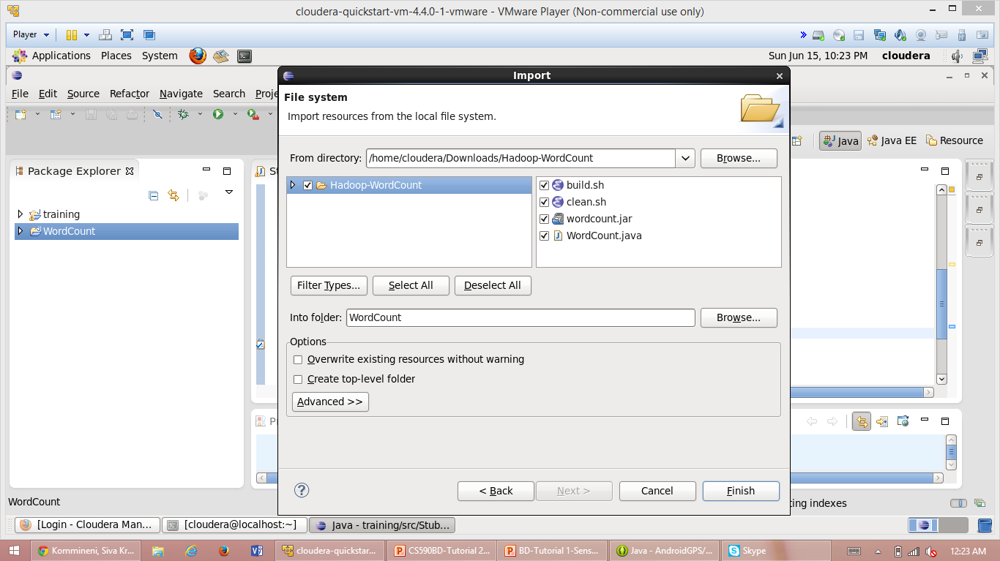 cloudera-quickstart-vm-4.4.0-1-vmware - VMware Player (Non-commercial use only)
Player
Applications Places System Sun Jun 15, 10:23 PM cloudera
Import
File Edit Source Refactor Navigate Search
File system
Import resources from the local file system.
Java Java EE Resource
From directory: /home/cloudera/Downloads/Hadoop-WordCount Browse...
Package Explorer
Hadoop-WordCount build.sh
clean.sh
training wordcount.jar
WordCount WordCount.java
Filter Types... Select All Deselect All
Into folder: WordCount Browse...
Options
Overwrite existing resources without warning
Create top-level folder
Advanced >>
< Back Next > Cancel Finish
WordCount indexes
[Login - Cloudera Man... [cloudera@localhost:~] Java - training/src/Stub...
Kommineni, Siva Kr... cloudera-quickstar... CS590BD-Tutorial 2... BD-Tutorial 1-Sens... Java - AndroidGPS/... Skype 12:23 AM